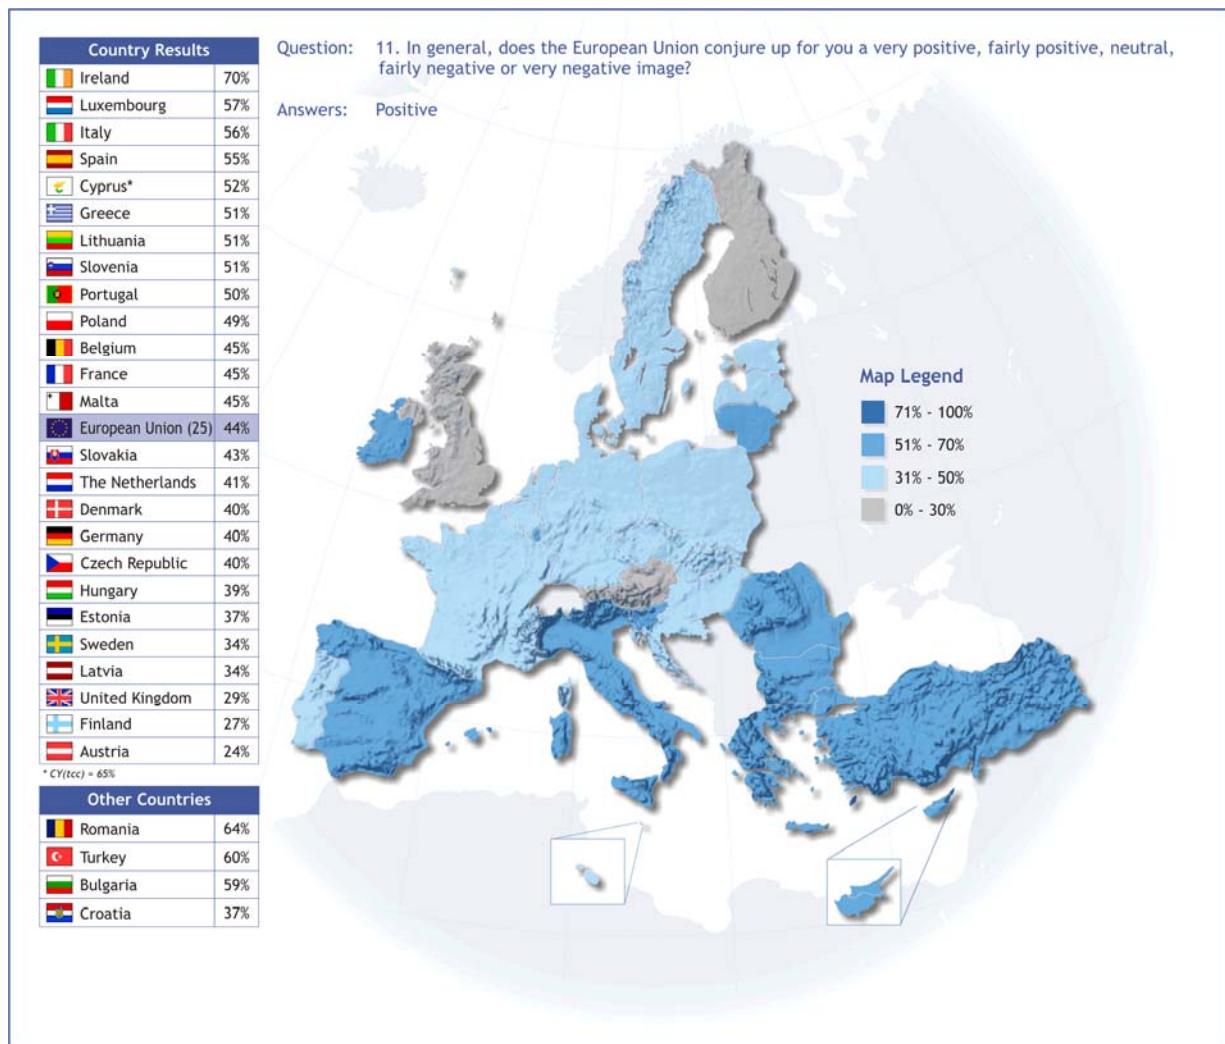 Question: 11. In general, does the European Union conjure up for you a very positive, fairly positive, neutral,
fairly negative or very negative image?
Answers: Positive
Country Results
Ireland 70%
Luxembourg 57%
Italy 56%
Spain 55%
Cyprus* 52%
Greece 51%
Lithuania 51%
Slovenia 51%
Portugal 50%
Poland 49%
Belgium 45%
France 45%
Malta 45%
European Union (25) 44%
Slovakia 43%
The Netherlands 41%
Denmark 40%
Germany 40%
Czech Republic 40%
Hungary 39%
Estonia 37%
Sweden 34%
Latvia 34%
United Kingdom 29%
Finland 27%
Austria 24%
* CY(tcc) = 65%
Other Countries
Romania 64%
Turkey 60%
Bulgaria 59%
Croatia 37%
Map Legend
71% - 100%
51% - 70%
31% - 50%
0% - 30%